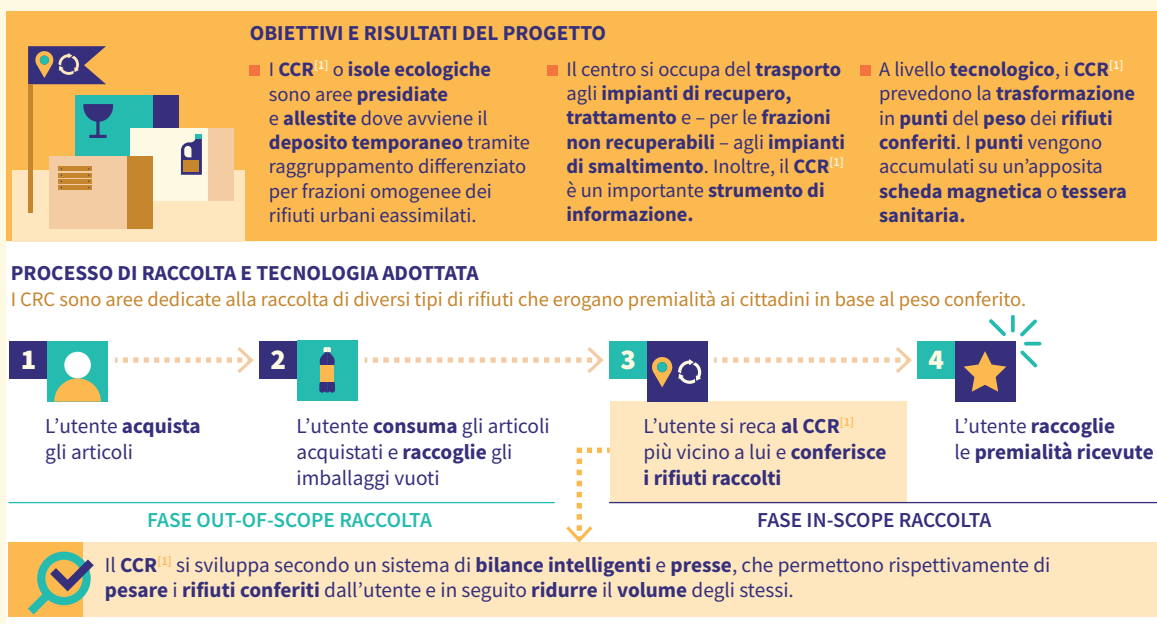 OBIETTIVI E RISULTATI DEL PROGETTO
I CCR[1] o isole ecologiche
sono aree presidiate
e allestite dove avviene il
deposito temporaneo tramite
raggruppamento differenziato
per frazioni omogenee dei
rifiuti urbani eassimilati.
Il centro si occupa del trasporto
agli impianti di recupero,
trattamento e – per le frazioni
non recuperabili – agli impianti
di smaltimento. Inoltre, il CCR[1]
è un importante strumento di
informazione.
A livello tecnologico, i CCR[1]
prevedono la trasformazione
in punti del peso dei rifiuti
conferiti. I punti vengono
accumulati su un'apposita
scheda magnetica o tessera
sanitaria.
PROCESSO DI RACCOLTA E TECNOLOGIA ADOTTATA
I CRC sono aree dedicate alla raccolta di diversi tipi di rifiuti che erogano premialità ai cittadini in base al peso conferito.
1
L'utente acquista
gli articoli
2
L'utente consuma gli articoli
acquistati e raccoglie gli
imballaggi vuoti
3
L'utente si reca al CCR[1]
più vicino a lui e conferisce
i rifiuti raccolti
4
L'utente raccoglie
le premialità ricevute
FASE OUT-OF-SCOPE RACCOLTA
FASE IN-SCOPE RACCOLTA
Il CCR[1] si sviluppa secondo un sistema di bilance intelligenti e presse, che permettono rispettivamente di
pesare i rifiuti conferiti dall'utente e in seguito ridurre il volume degli stessi.